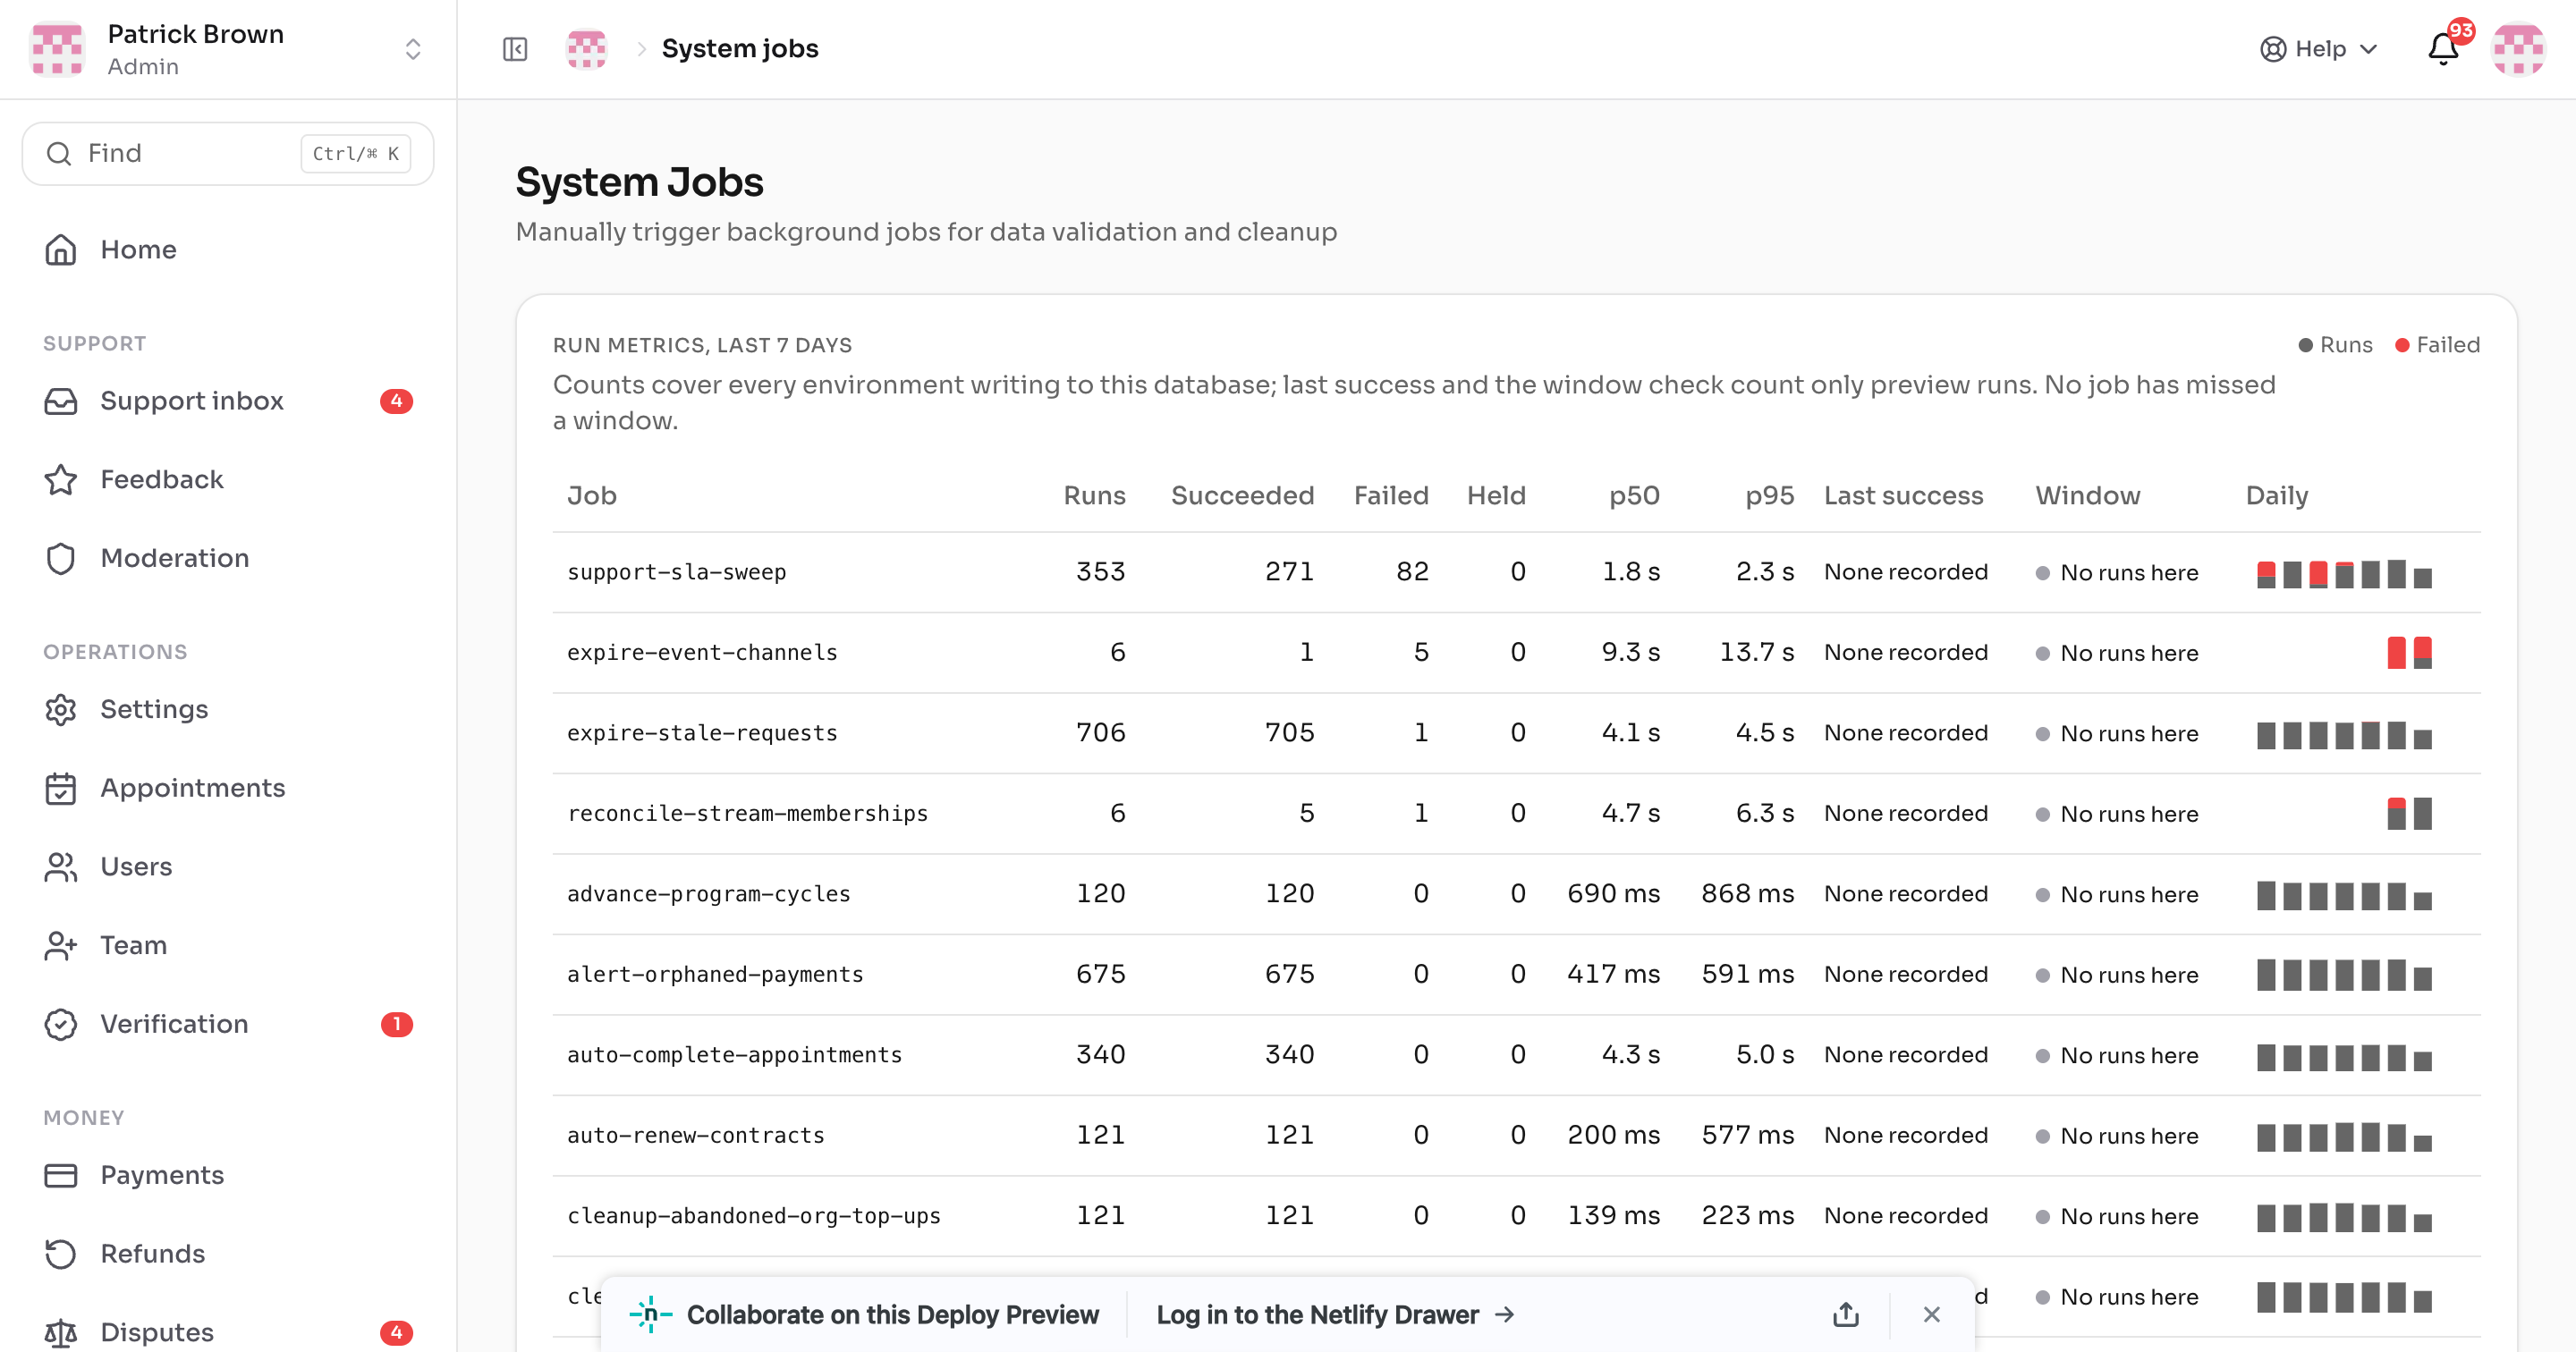 Patrick Brown
Admin
System jobs
Help
93
Find
Ctrl/⌘ K
Home
SUPPORT
Support inbox 4
Feedback
Moderation
OPERATIONS
Settings
Appointments
Users
Team
Verification 1
MONEY
Payments
Refunds
Disputes 4
System Jobs
Manually trigger background jobs for data validation and cleanup
RUN METRICS, LAST 7 DAYS
Runs Failed
Counts cover every environment writing to this database; last success and the window check count only preview runs. No job has missed
a window.
Job Runs Succeeded Failed Held p50 p95 Last success Window Daily
support-sla-sweep 353 271 82 0 1.8 s 2.3 s None recorded No runs here
expire-event-channels 6 1 5 0 9.3 s 13.7 s None recorded No runs here
expire-stale-requests 706 705 1 0 4.1 s 4.5 s None recorded No runs here
reconcile-stream-memberships 6 5 1 0 4.7 s 6.3 s None recorded No runs here
advance-program-cycles 120 120 0 0 690 ms 868 ms None recorded No runs here
alert-orphaned-payments 675 675 0 0 417 ms 591 ms None recorded No runs here
auto-complete-appointments 340 340 0 0 4.3 s 5.0 s None recorded No runs here
auto-renew-contracts 121 121 0 0 200 ms 577 ms None recorded No runs here
cleanup-abandoned-org-top-ups 121 121 0 0 139 ms 223 ms None recorded No runs here
No runs here
Collaborate on this Deploy Preview
Log in to the Netlify Drawer →